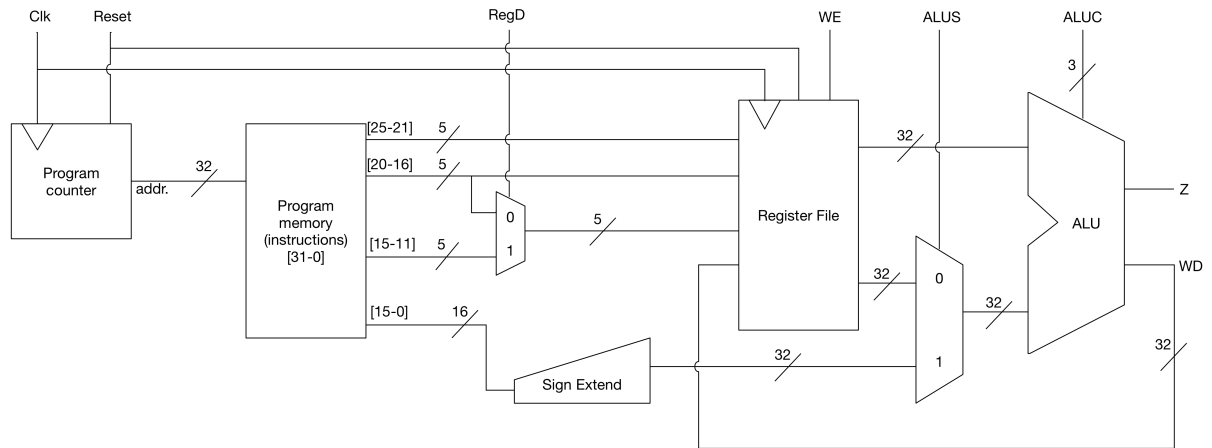 Clk
Reset
RegD
WE
ALUS
ALUC
3
[25-21]
5
32
[20-16]
5
Program
counter
addr.
32
Program
memory
(instructions)
[31-0]
0
1
5
Register File
Z
ALU
[15-11]
5
WD
32
0
32
[15-0]
16
32
1
32
Sign Extend
32